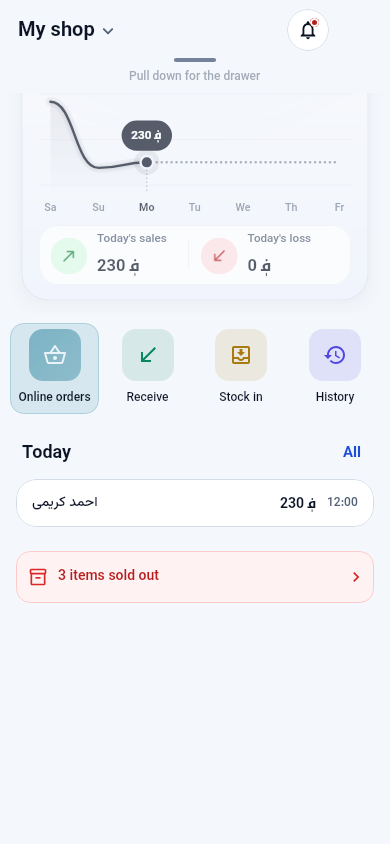 My shop
Pull down for the drawer
230 ؋
Sa Su Mo Tu We Th Fr
Today's sales
230 ؋
Today's loss
0 ؋
Online orders
Receive
Stock in
History
Today
All
احمد کریمی
230 ؋
12:00
3 items sold out